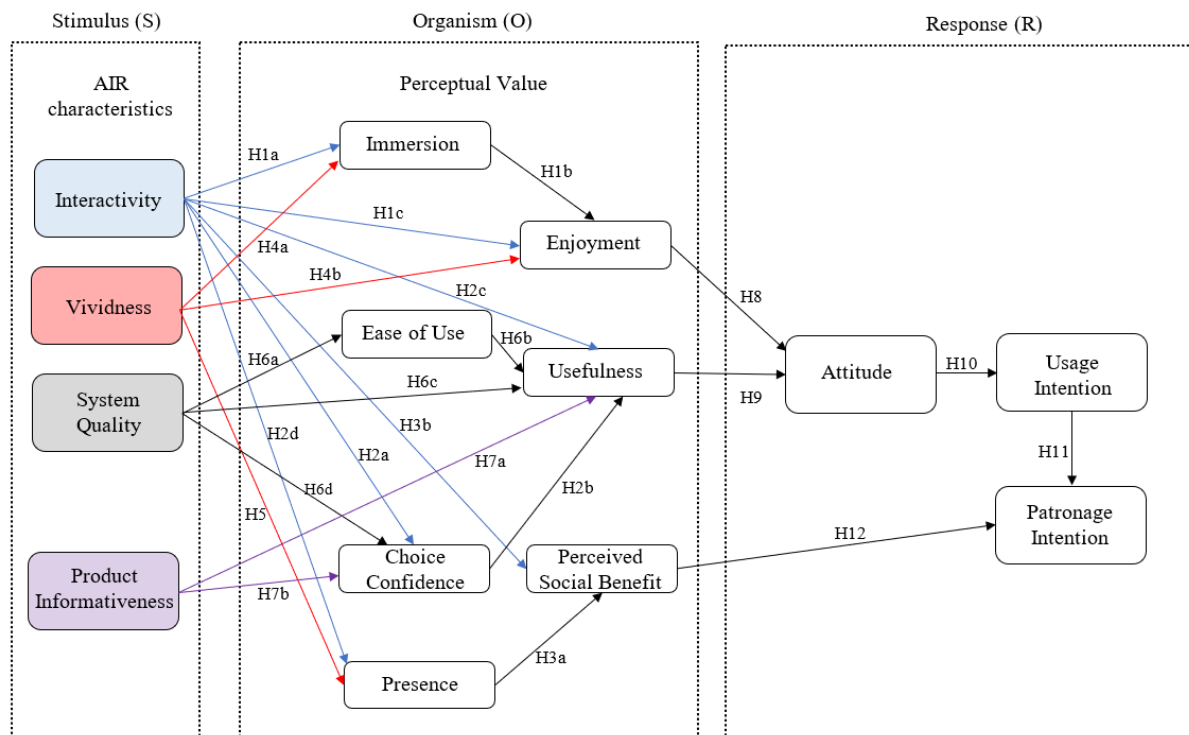 Stimulus (S)
Organism (O)
Response (R)
AIR
characteristics
Perceptual Value
Immersion
H1a
H1b
Interactivity
H1c
Enjoyment
H4a
H4b
H2c
H8
Vividness
Ease of Use
H6b
H6a
Usefulness
Attitude
H10
Usage
Intention
H6c
H9
System
Quality
H2d
H3b
H2a
H7a
H11
H6d
H2b
H5
Patronage
Intention
H12
Choice
Confidence
Perceived
Social Benefit
Product
Informativeness
H7b
H3a
Presence